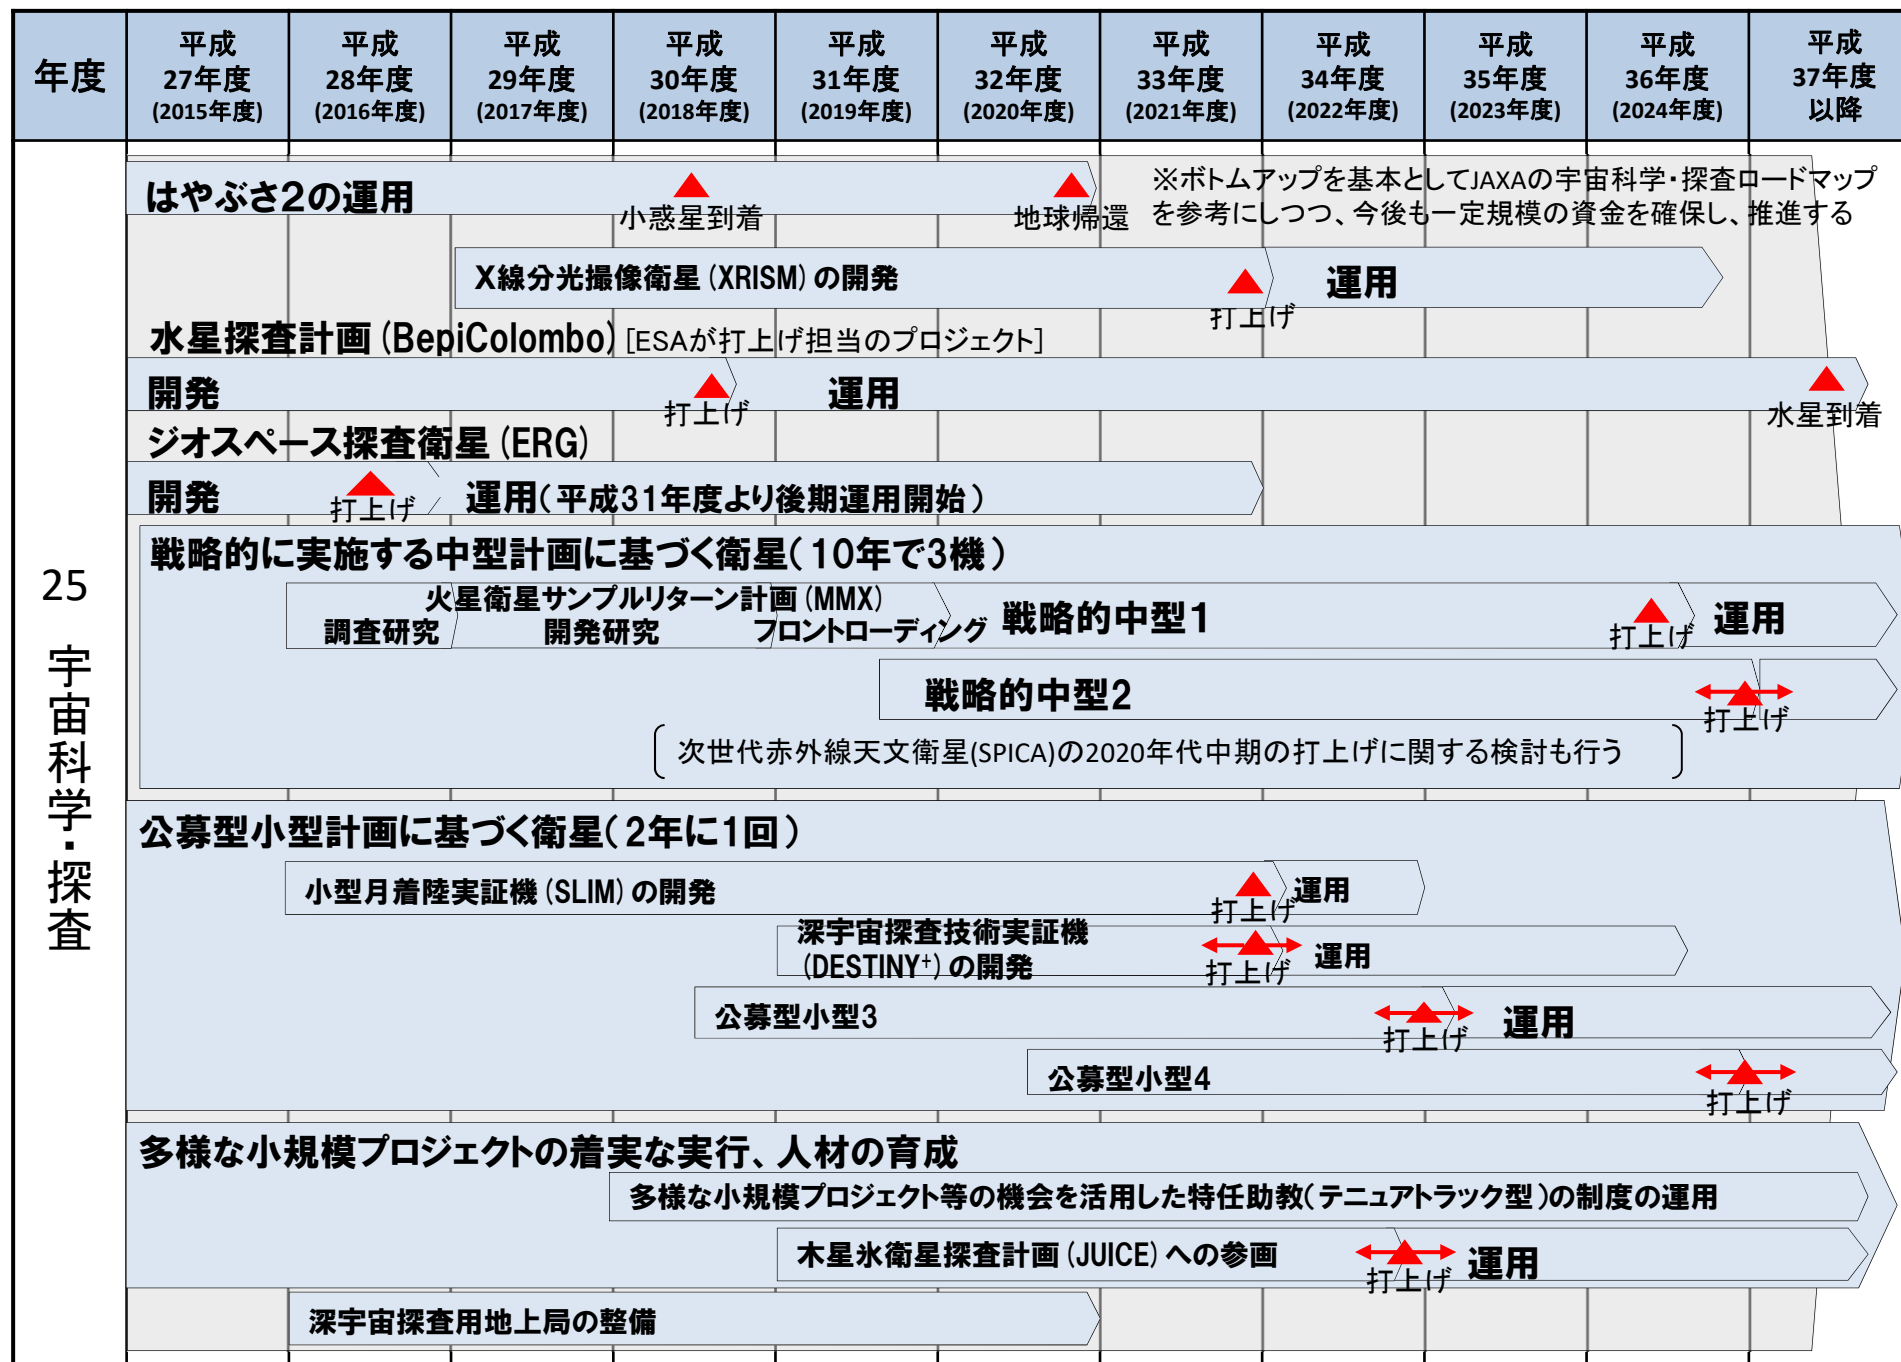 年度
平成
27年度
(2015年度)
平成
28年度
(2016年度)
平成
29年度
(2017年度)
平成
30年度
(2018年度)
平成
31年度
(2019年度)
平成
32年度
(2020年度)
平成
33年度
(2021年度)
平成
34年度
(2022年度)
平成
35年度
(2023年度)
平成
36年度
(2024年度)
平成
37年度
以降
25 宇宙科学・探査
はやぶさ2の運用
小惑星到着
地球帰還
※ボトムアップを基本としてJAXAの宇宙科学・探査ロードマップ
を参考にしつつ、今後も一定規模の資金を確保し、推進する
X線分光撮像衛星(XRISM)の開発
打上げ
運用
水星探査計画(BepiColombo) [ESAが打上げ担当のプロジェクト]
開発
打上げ
運用
水星到着
ジオスペース探査衛星(ERG)
開発
打上げ
運用(平成31年度より後期運用開始)
戦略的に実施する中型計画に基づく衛星(10年で3機)
火星衛星サンプルリターン計画(MMX)
調査研究
開発研究
フロントローディング
戦略的中型1
打上げ
運用
戦略的中型2
打上げ
次世代赤外線天文衛星(SPICA)の2020年代中期の打上げに関する検討も行う
公募型小型計画に基づく衛星(2年に1回)
小型月着陸実証機(SLIM)の開発
打上げ
運用
深宇宙探査技術実証機
(DESTINY⁺)の開発
打上げ
運用
公募型小型3
打上げ
運用
公募型小型4
打上げ
多様な小規模プロジェクトの着実な実行、人材の育成
多様な小規模プロジェクト等の機会を活用した特任助教(テニュアトラック型)の制度の運用
木星氷衛星探査計画(JUICE)への参画
打上げ
運用
深宇宙探査用地上局の整備